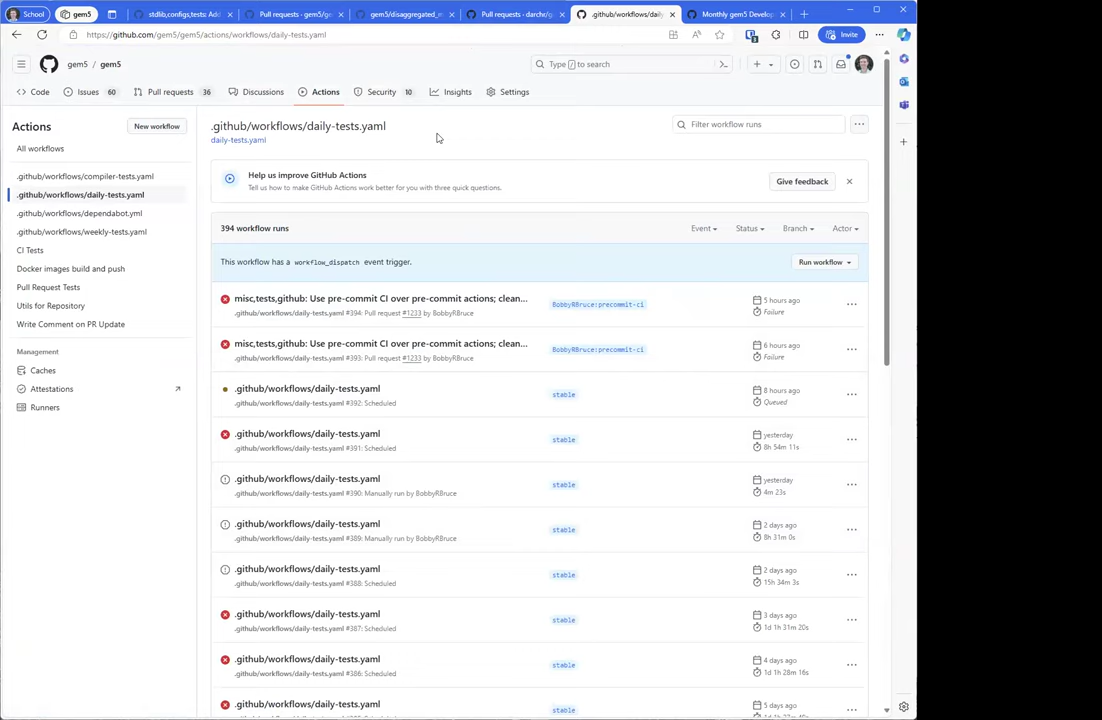 School
gem5
stdlib,configs,tests: Add
Pull requests - gem5/ge
gem5/disaggregated_m
Pull requests - darchr/g
.github/workflows/daily-
Monthly gem5 Develop
https://github.com/gem5/gem5/actions/workflows/daily-tests.yaml
Invite
gem5 / gem5
Type / to search
Code
Issues 60
Pull requests 36
Discussions
Actions
Security 10
Insights
Settings
Actions
New workflow
All workflows
.github/workflows/compiler-tests.yaml
.github/workflows/daily-tests.yaml
.github/workflows/dependabot.yml
.github/workflows/weekly-tests.yaml
CI Tests
Docker images build and push
Pull Request Tests
Utils for Repository
Write Comment on PR Update
Management
Caches
Attestations
Runners
.github/workflows/daily-tests.yaml
daily-tests.yaml
Filter workflow runs
Help us improve GitHub Actions
Tell us how to make GitHub Actions work better for you with three quick questions.
Give feedback
394 workflow runs
Event
Status
Branch
Actor
This workflow has a workflow_dispatch event trigger.
Run workflow
misc,tests,github: Use pre-commit CI over pre-commit actions; clean...
.github/workflows/daily-tests.yaml #394: Pull request #1233 by BobbyRBruce
BobbyRBruce:precommit-ci
5 hours ago
Failure
misc,tests,github: Use pre-commit CI over pre-commit actions; clean...
.github/workflows/daily-tests.yaml #393: Pull request #1233 by BobbyRBruce
BobbyRBruce:precommit-ci
6 hours ago
Failure
.github/workflows/daily-tests.yaml
.github/workflows/daily-tests.yaml #392: Scheduled
stable
8 hours ago
Queued
.github/workflows/daily-tests.yaml
.github/workflows/daily-tests.yaml #391: Scheduled
stable
yesterday
8h 54m 11s
.github/workflows/daily-tests.yaml
.github/workflows/daily-tests.yaml #390: Manually run by BobbyRBruce
stable
yesterday
4m 23s
.github/workflows/daily-tests.yaml
.github/workflows/daily-tests.yaml #389: Manually run by BobbyRBruce
stable
2 days ago
8h 31m 0s
.github/workflows/daily-tests.yaml
.github/workflows/daily-tests.yaml #388: Scheduled
stable
2 days ago
15h 34m 3s
.github/workflows/daily-tests.yaml
.github/workflows/daily-tests.yaml #387: Scheduled
stable
3 days ago
1d 1h 31m 20s
.github/workflows/daily-tests.yaml
.github/workflows/daily-tests.yaml #386: Scheduled
stable
4 days ago
1d 1h 28m 16s
.github/workflows/daily-tests.yaml
stable
5 days ago